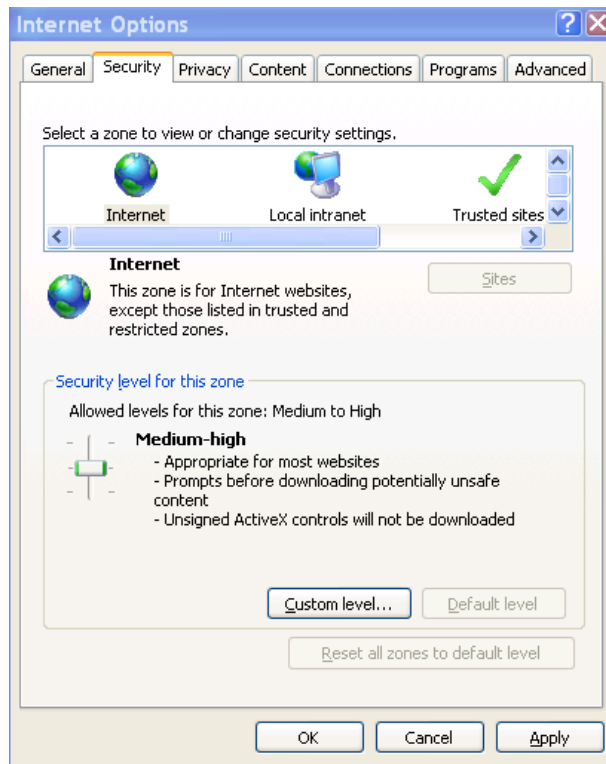 Internet Options
General Security Privacy Content Connections Programs Advanced
Select a zone to view or change security settings.
Internet Local intranet Trusted sites
Internet
Sites
This zone is for Internet websites,
except those listed in trusted and
restricted zones.
Security level for this zone
Allowed levels for this zone: Medium to High
Medium-high
- Appropriate for most websites
- Prompts before downloading potentially unsafe
content
- Unsigned ActiveX controls will not be downloaded
Custom level... Default level
Reset all zones to default level
OK Cancel Apply